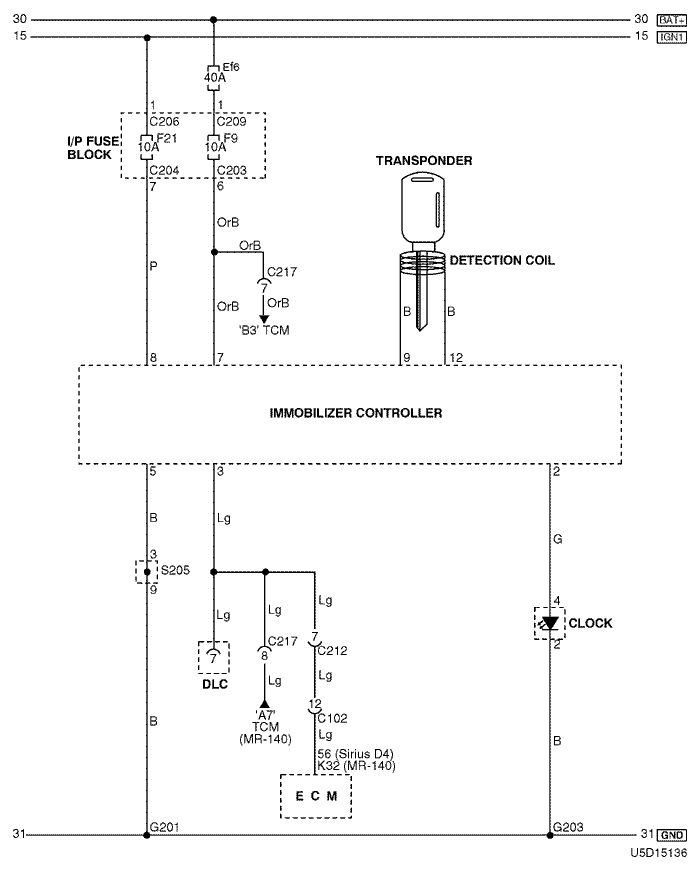 30 30 BAT+
15 15 IGN1
Ef6
40A
1 1
C206 C209
I/P FUSE BLOCK
F21 F9
10A 10A
C204 C203
7 6
TRANSPONDER
OrB
OrB
DETECTION COIL
P
C217
7
OrB OrB
'B3' TCM
B B
8 7 9 12
IMMOBILIZER CONTROLLER
5 3 2
B Lg
G
3
S205
9
Lg Lg Lg
4
CLOCK
2
7
C217
8
7
C212
DLC
Lg Lg
12
C102
'A7'
TCM
(MR-140)
B
Lg
B
56 (Sirius D4)
K32 (MR-140)
E C M
31 G201 G203 31 GND
U5D15136